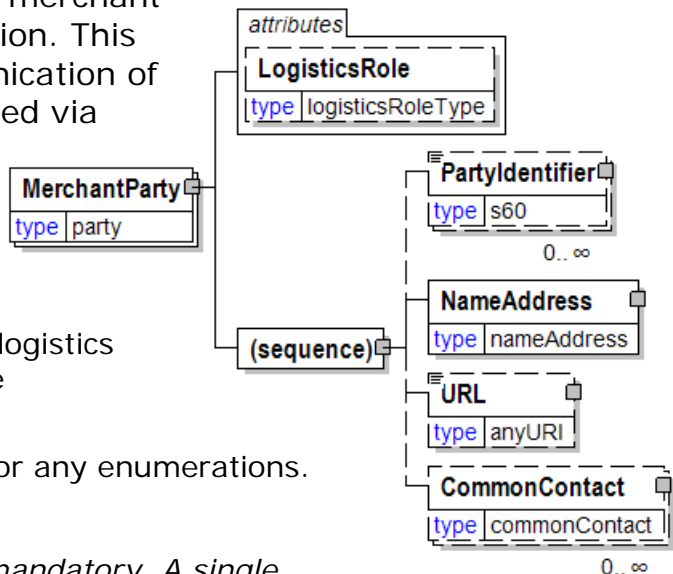 merchant
ion. This
nication of
ed via
attributes
LogisticsRole
type logisticsRoleType
MerchantParty
type party
PartyIdentifier
type s60
0.. ∞
NameAddress
type nameAddress
logistics
e
(sequence)
URL
type anyURI
or any enumerations.
CommonContact
type commonContact
0.. ∞
mandatory. A single